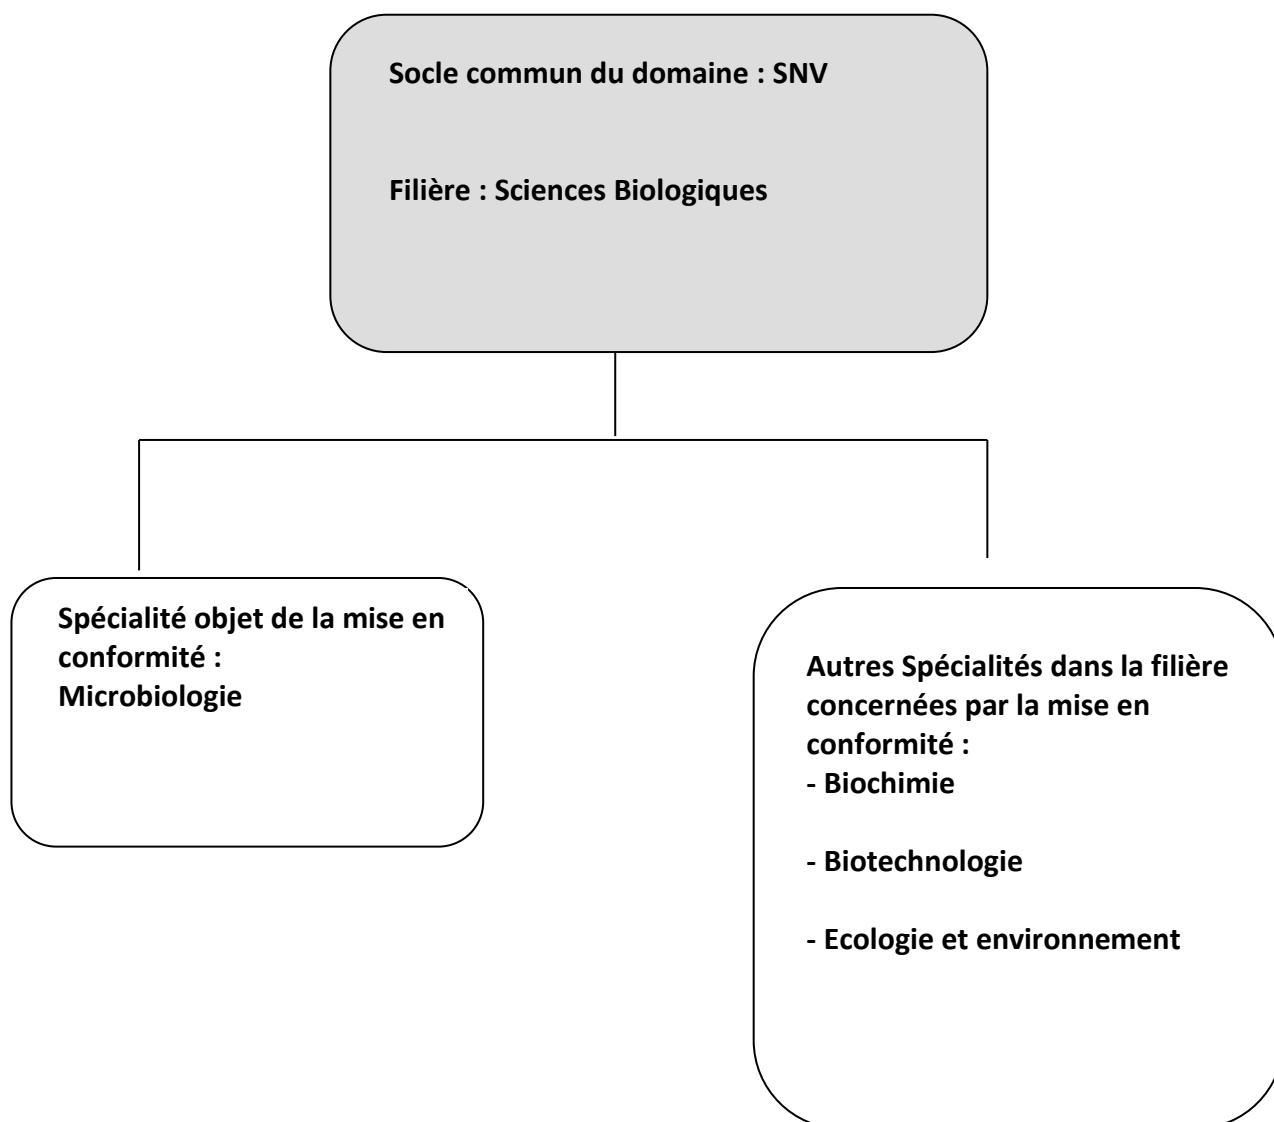 Socle commun du domaine : SNV
Filière : Sciences Biologiques
Spécialité objet de la mise en
conformité :
Microbiologie
Autres Spécialités dans la filière
concernées par la mise en
conformité :
- Biochimie
- Biotechnologie
- Ecologie et environnement